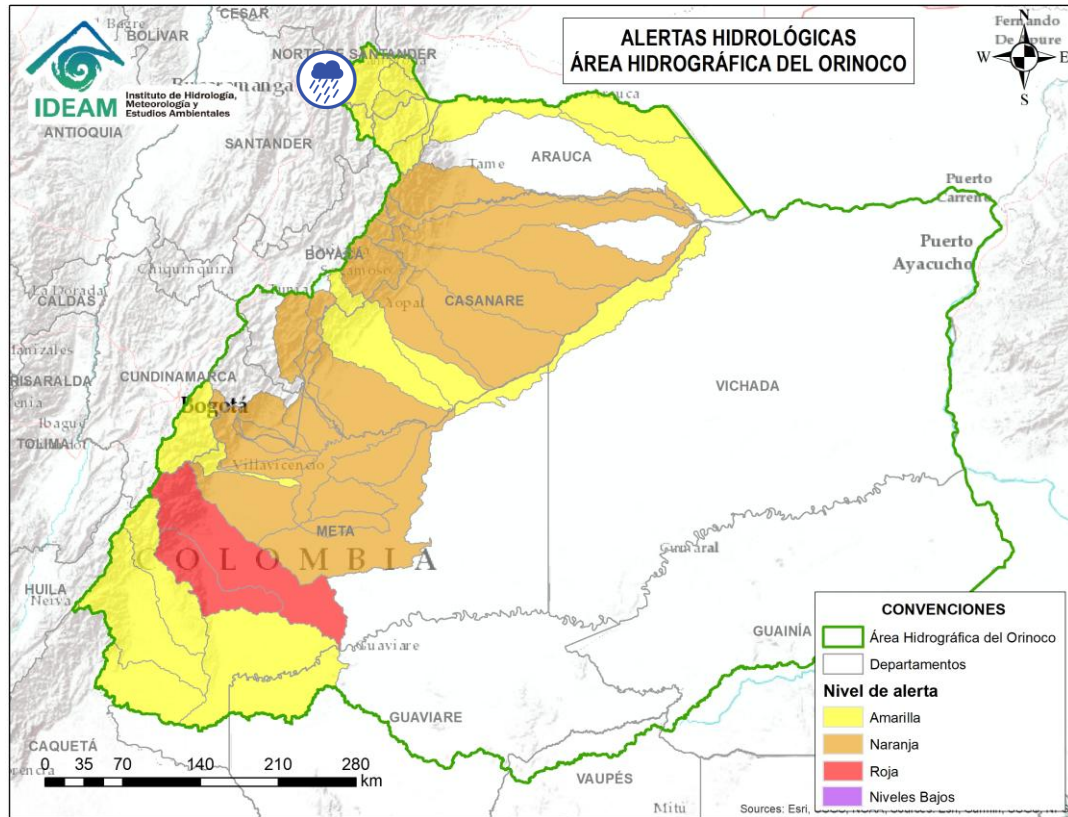 ALERTAS HIDROLÓGICAS
ÁREA HIDROGRÁFICA DEL ORINOCO
IDEAM
Instituto de Hidrología,
Meteorología y
Estudios Ambientales
N
W E
S
CESAR
BOLÍVAR
NORTE DE SANTANDER
Fernando
De Apure
ANTIOQUIA
SANTANDER
ARAUCA
Tame
Puerto
Carreño
Puerto
Ayacucho
BOYACÁ
Chiquinquira
La Dorada
CALDAS
Yopal
CASANARE
Manizales
RISARALDA
CUNDINAMARCA
VICHADA
Bogotá
Ibague
TOLIMA
Villavicencio
META
COLOMBIA
HUILA
Neiva
Guaviare
GUAINÍA
GUAVIARE
CAQUETÁ
VAUPÉS
Mitú
0 35 70 140 210 280
km
CONVENCIONES
Área Hidrográfica del Orinoco
Departamentos
Nivel de alerta
Amarilla
Naranja
Roja
Niveles Bajos
Sources: Esri,